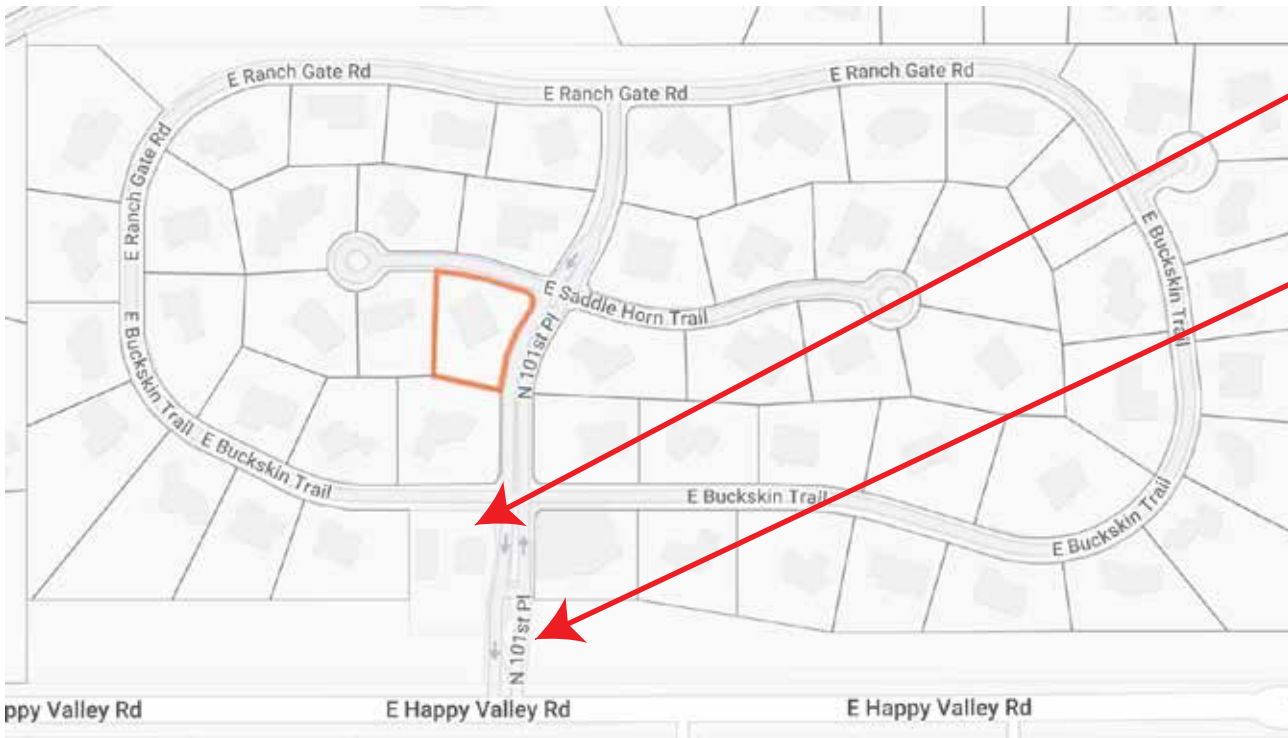 E Ranch Gate Rd
E Ranch Gate Rd
E Ranch Gate Rd
E Ranch Gate Rd
E Buckskin Trail
E Saddle Horn Trail
N 101st Pl
E Buckskin Trail
E Buckskin Trail
E Buckskin Trail
E Buckskin Trail
N 101st Pl
ppy Valley Rd
E Happy Valley Rd
E Happy Valley Rd